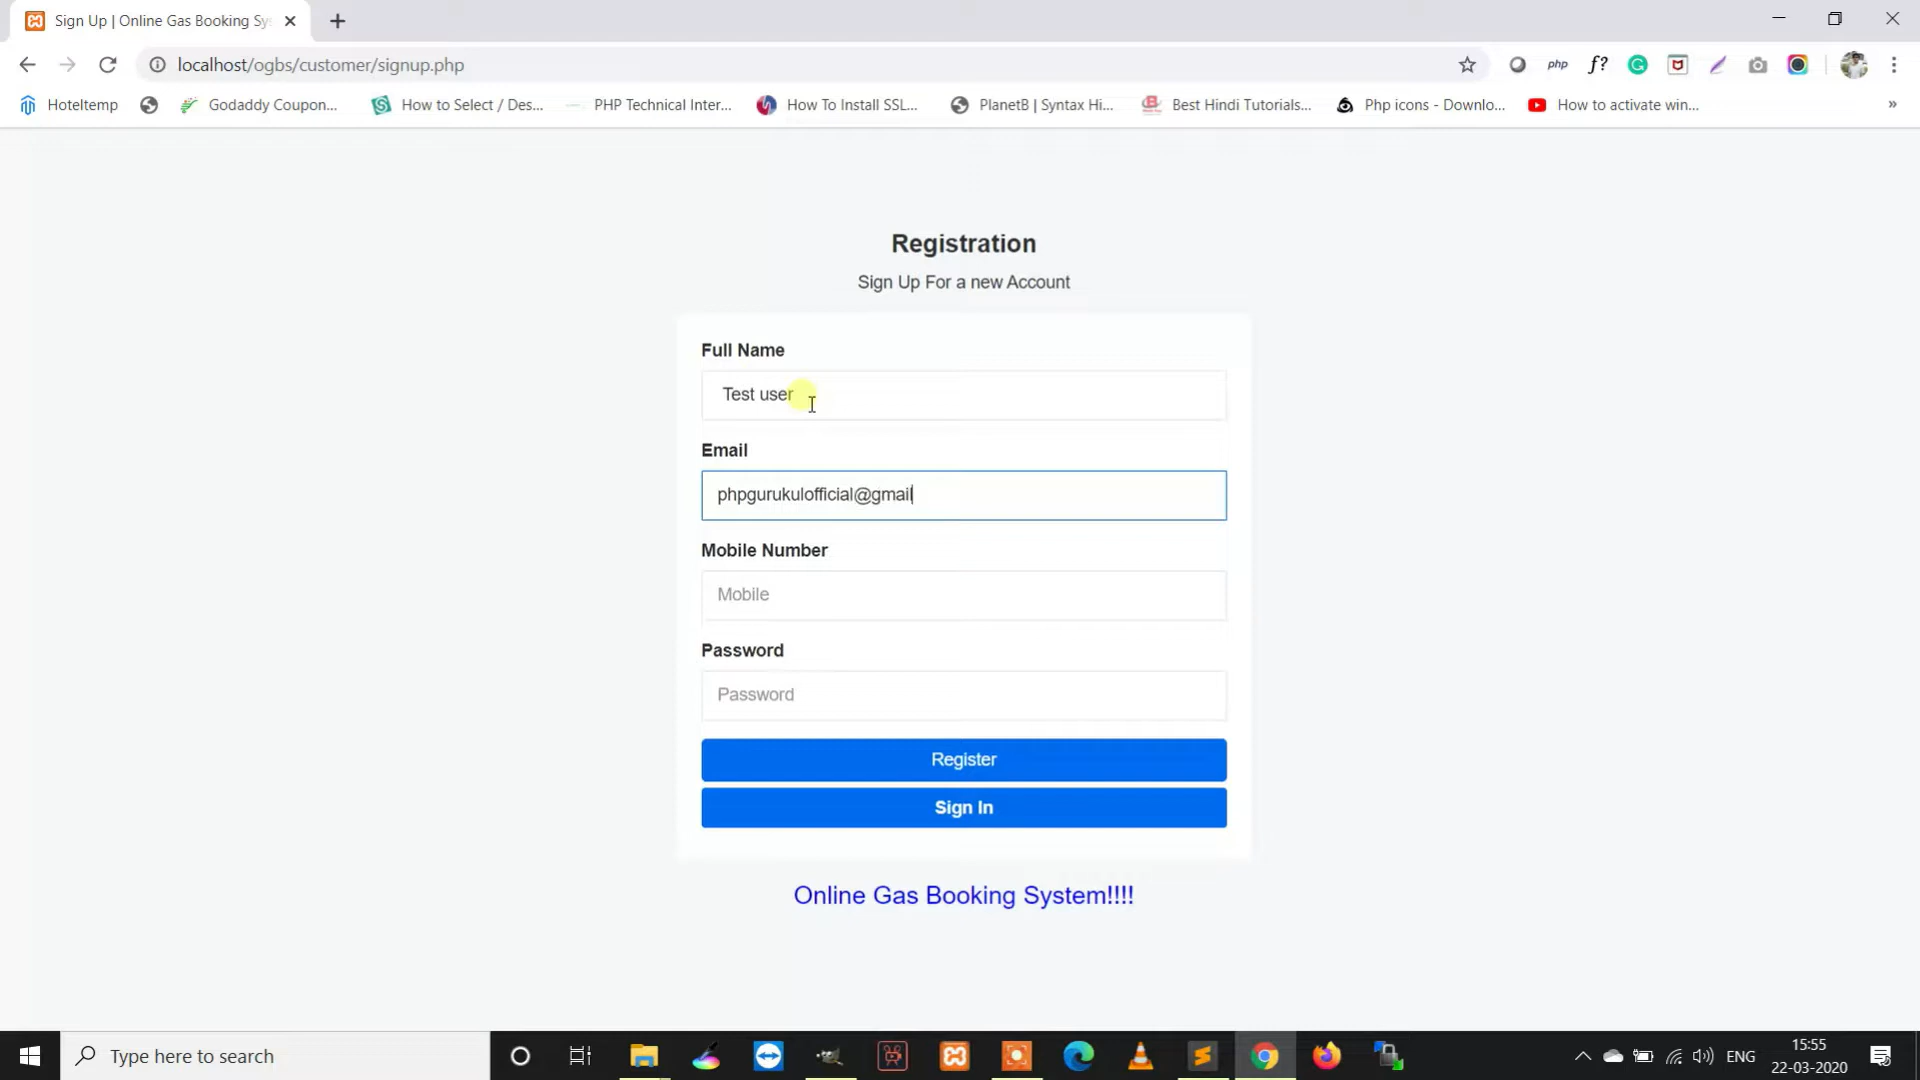 Sign Up | Online Gas Booking Sy
localhost/ogbs/customer/signup.php
php
f?
Hoteltemp
Godaddy Coupon...
How to Select / Des...
PHP Technical Inter...
How To Install SSL...
PlanetB | Syntax Hi...
Best Hindi Tutorials...
Php icons - Downlo...
How to activate win...
»
Registration
Sign Up For a new Account
Full Name
Test user
Email
phpgurukulofficial@gmail
Mobile Number
Mobile
Password
Password
Register
Sign In
Online Gas Booking System!!!!
Type here to search
ENG
15:55
22-03-2020